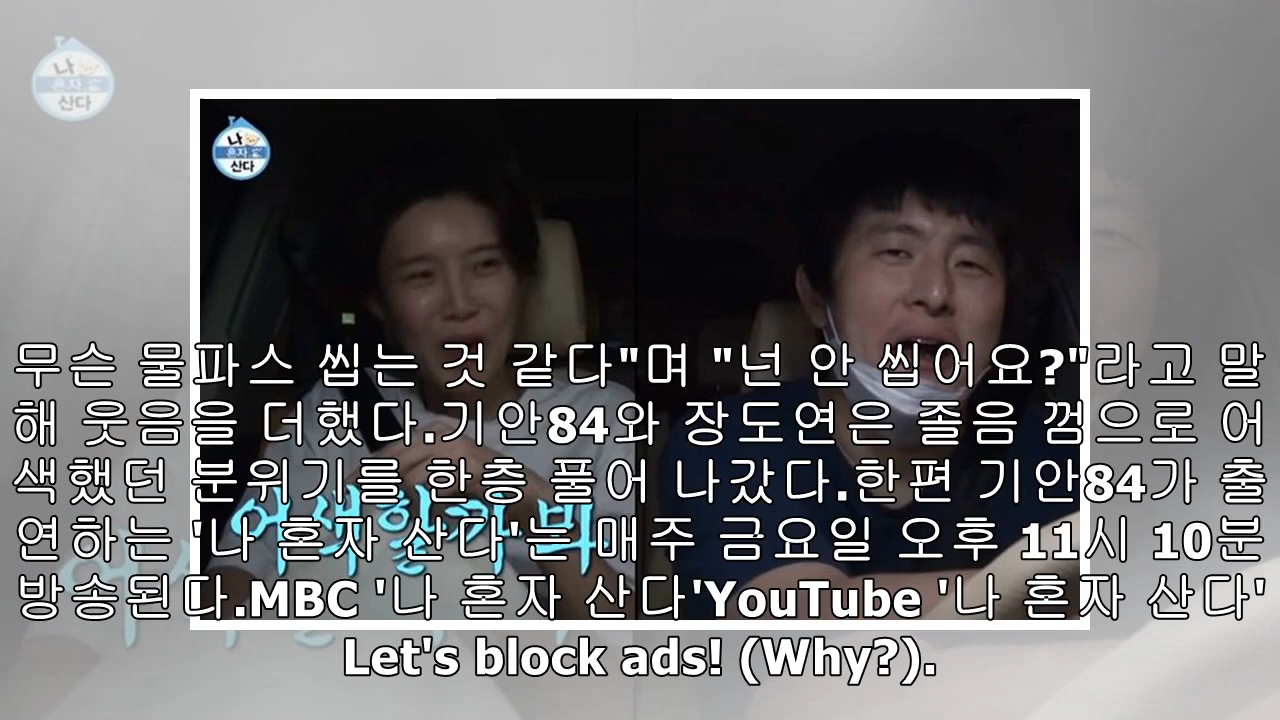 나
혼자
산다
나
혼자
산다
무슨 물파스 씹는 것 같다"며 "넌 안 씹어요?"라고 말
해 웃음을 더했다.기안84와 장도연은 졸음 껌으로 어
색했던 분위기를 한층 풀어 나갔다.한편 기안84가 출
연하는 '나 혼자 산다'는 매주 금요일 오후 11시 10분
방송된다.MBC '나 혼자 산다'YouTube '나 혼자 산다'
Let's block ads! (Why?).
어색할까 봐